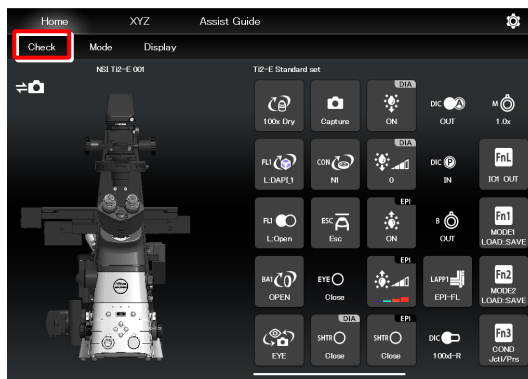 Home XYZ Assist Guide
Check Mode Display
NSI Ti2-E 001
Ti2-E Standard set
100x Dry
Capture
DIA
ON
DIC A
OUT
M
1.0x
FL1
L:DAPI_1
CON
N1
DIA
0
DIC P
IN
FnL
IO1 OUT
FL1
L:Open
ESC
Esc
EPI
ON
B
OUT
Fn1
MODE1
LOAD:SAVE
BA1
OPEN
EYE
Close
EPI
LAPP1
EPI-FL
Fn2
MODE2
LOAD:SAVE
EYE
DIA
SHTR
Close
EPI
SHTR
Close
DIC
100xI-R
Fn3
COND
Jctl/Prs